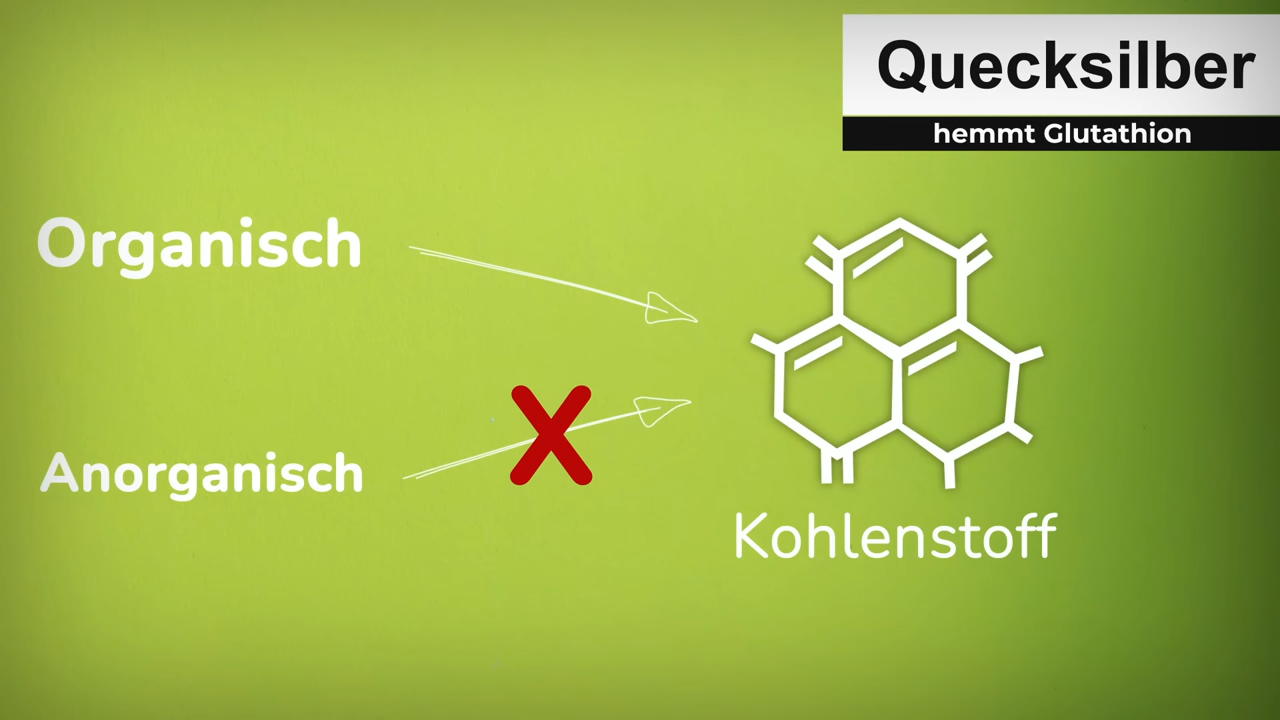 Quecksilber
hemmt Glutathion
Organisch
Anorganisch
Kohlenstoff